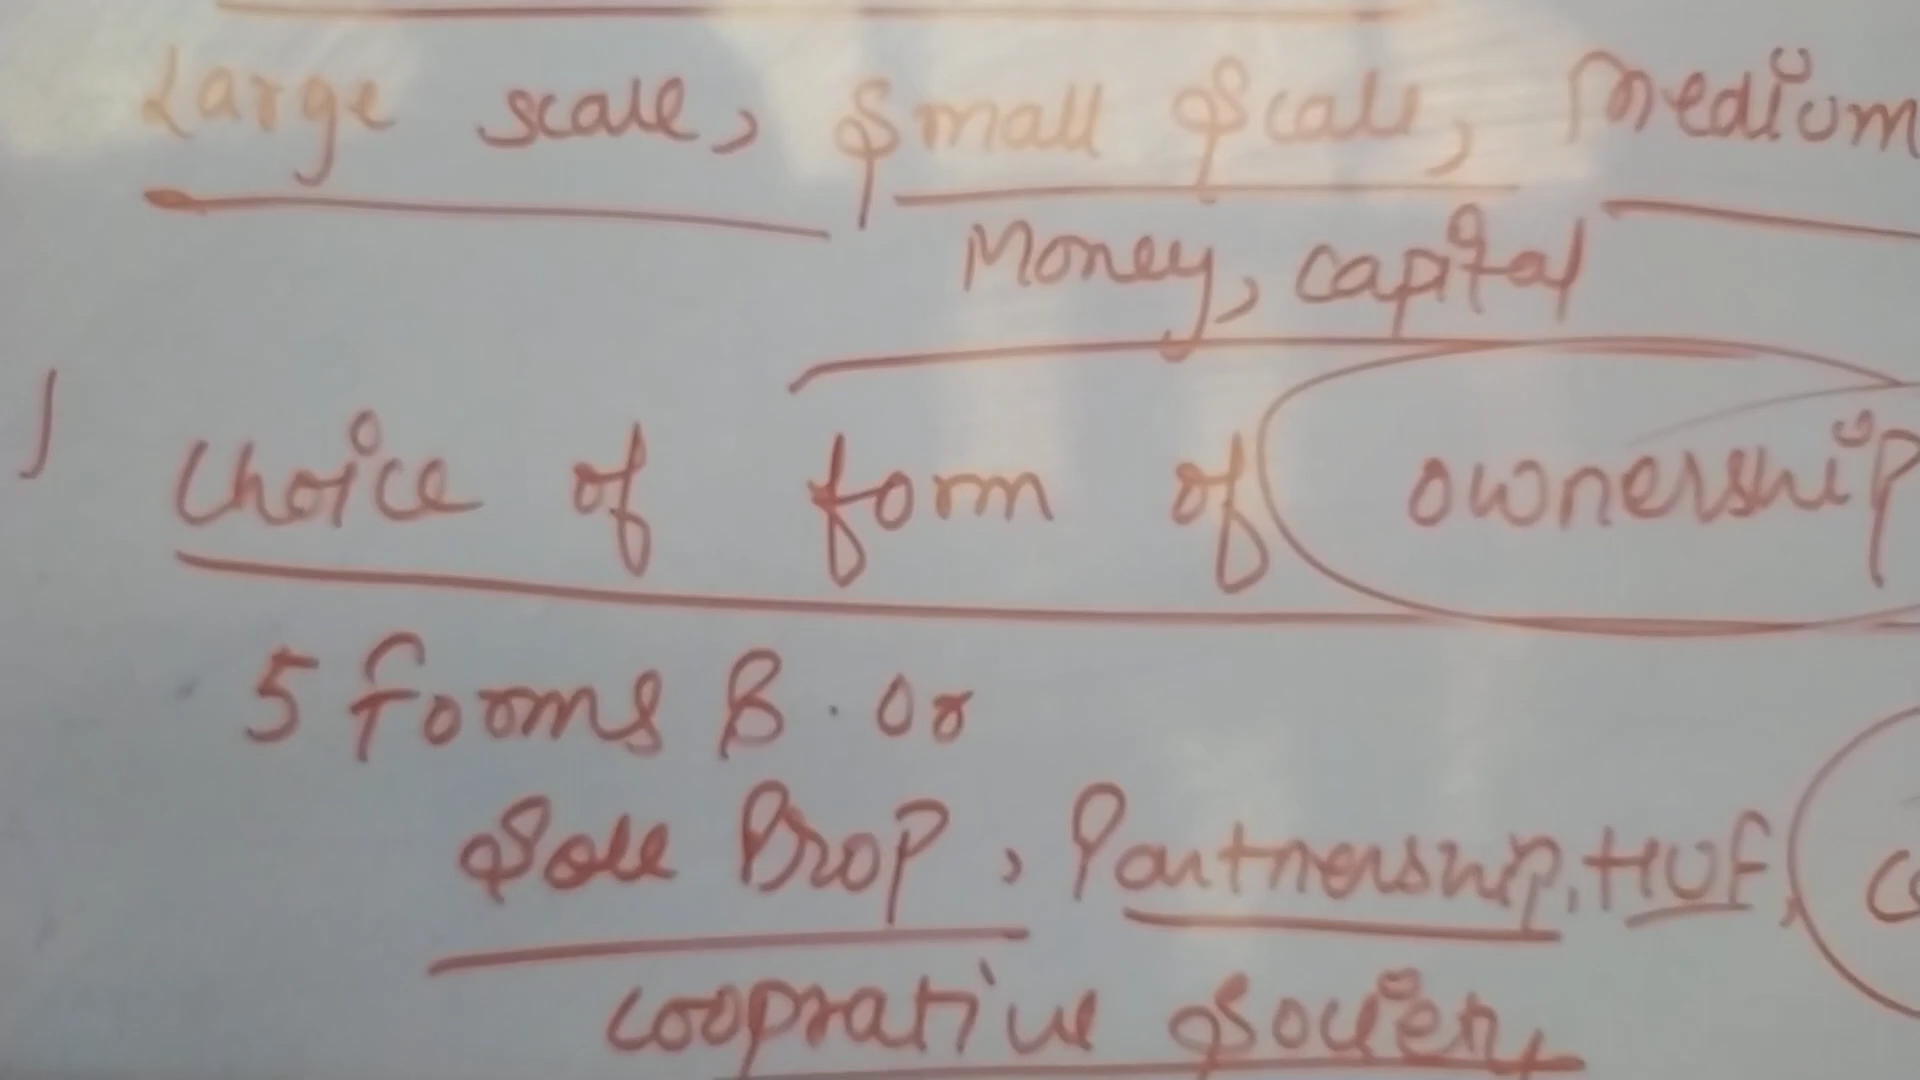 Large scale, Small Scale, Medium
Money, capital
Choice of form of ownership
5 forms B. Or
Sole Prop, Partnership, HUF,
Cooprative Society